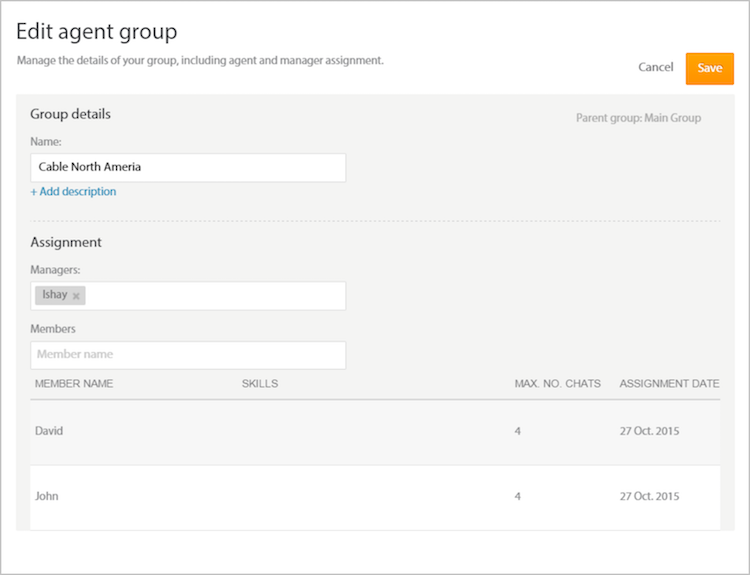 Edit agent group
Manage the details of your group, including agent and manager assignment.
Cancel
Save
Group details
Parent group: Main Group
Name:
Cable North Ameria
+ Add description
Assignment
Managers:
Ishay ×
Members
Member name
MEMBER NAME SKILLS MAX. NO. CHATS ASSIGNMENT DATE
David 4 27 Oct. 2015
John 4 27 Oct. 2015